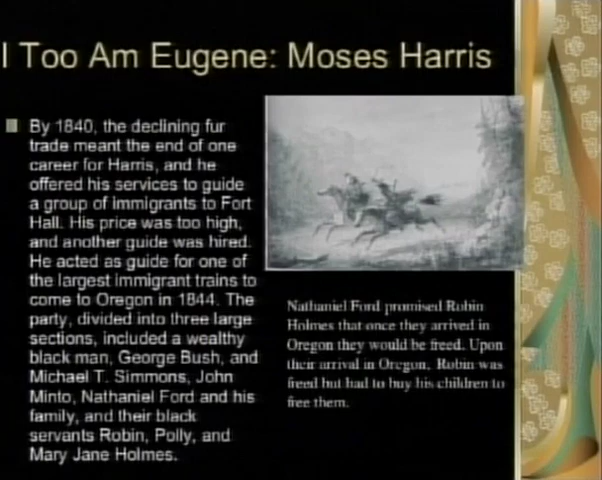 I Too Am Eugene: Moses Harris
By 1840, the declining fur
trade meant the end of one
career for Harris, and he
offered his services to guide
a group of immigrants to Fort
Hall. His price was too high,
and another guide was hired.
He acted as guide for one of
the largest immigrant trains to
come to Oregon in 1844. The
party, divided into three large
sections, included a wealthy
black man, George Bush, and
Michael T. Simmons, John
Minto, Nathaniel Ford and his
family, and their black
servants Robin, Polly, and
Mary Jane Holmes.
Nathaniel Ford promised Robin
Holmes that once they arrived in
Oregon they would be freed. Upon
their arrival in Oregon, Robin was
freed but had to buy his children to
free them.